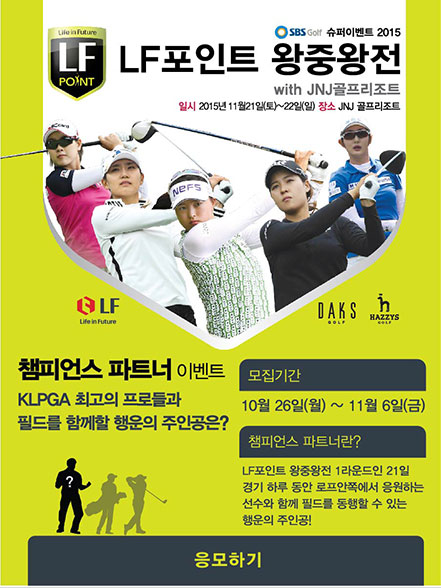 Life in Future
LF
POINT
SBS Golf 슈퍼이벤트 2015
LF포인트 왕중왕전
with JNJ골프리조트
일시 2015년 11월21일(토)~22일(일) 장소 JNJ 골프리조트
NEFS
LF
Life in Future
DAKS
GOLF
HAZZYS
GOLF
챔피언스 파트너 이벤트
KLPGA 최고의 프로들과
필드를 함께할 행운의 주인공은?
모집기간
10월 26일(월) ~ 11월 6일(금)
챔피언스 파트너란?
LF포인트 왕중왕전 1라운드인 21일
경기 하루 동안 로프안쪽에서 응원하는
선수와 함께 필드를 동행할 수 있는
행운의 주인공!
?
응모하기